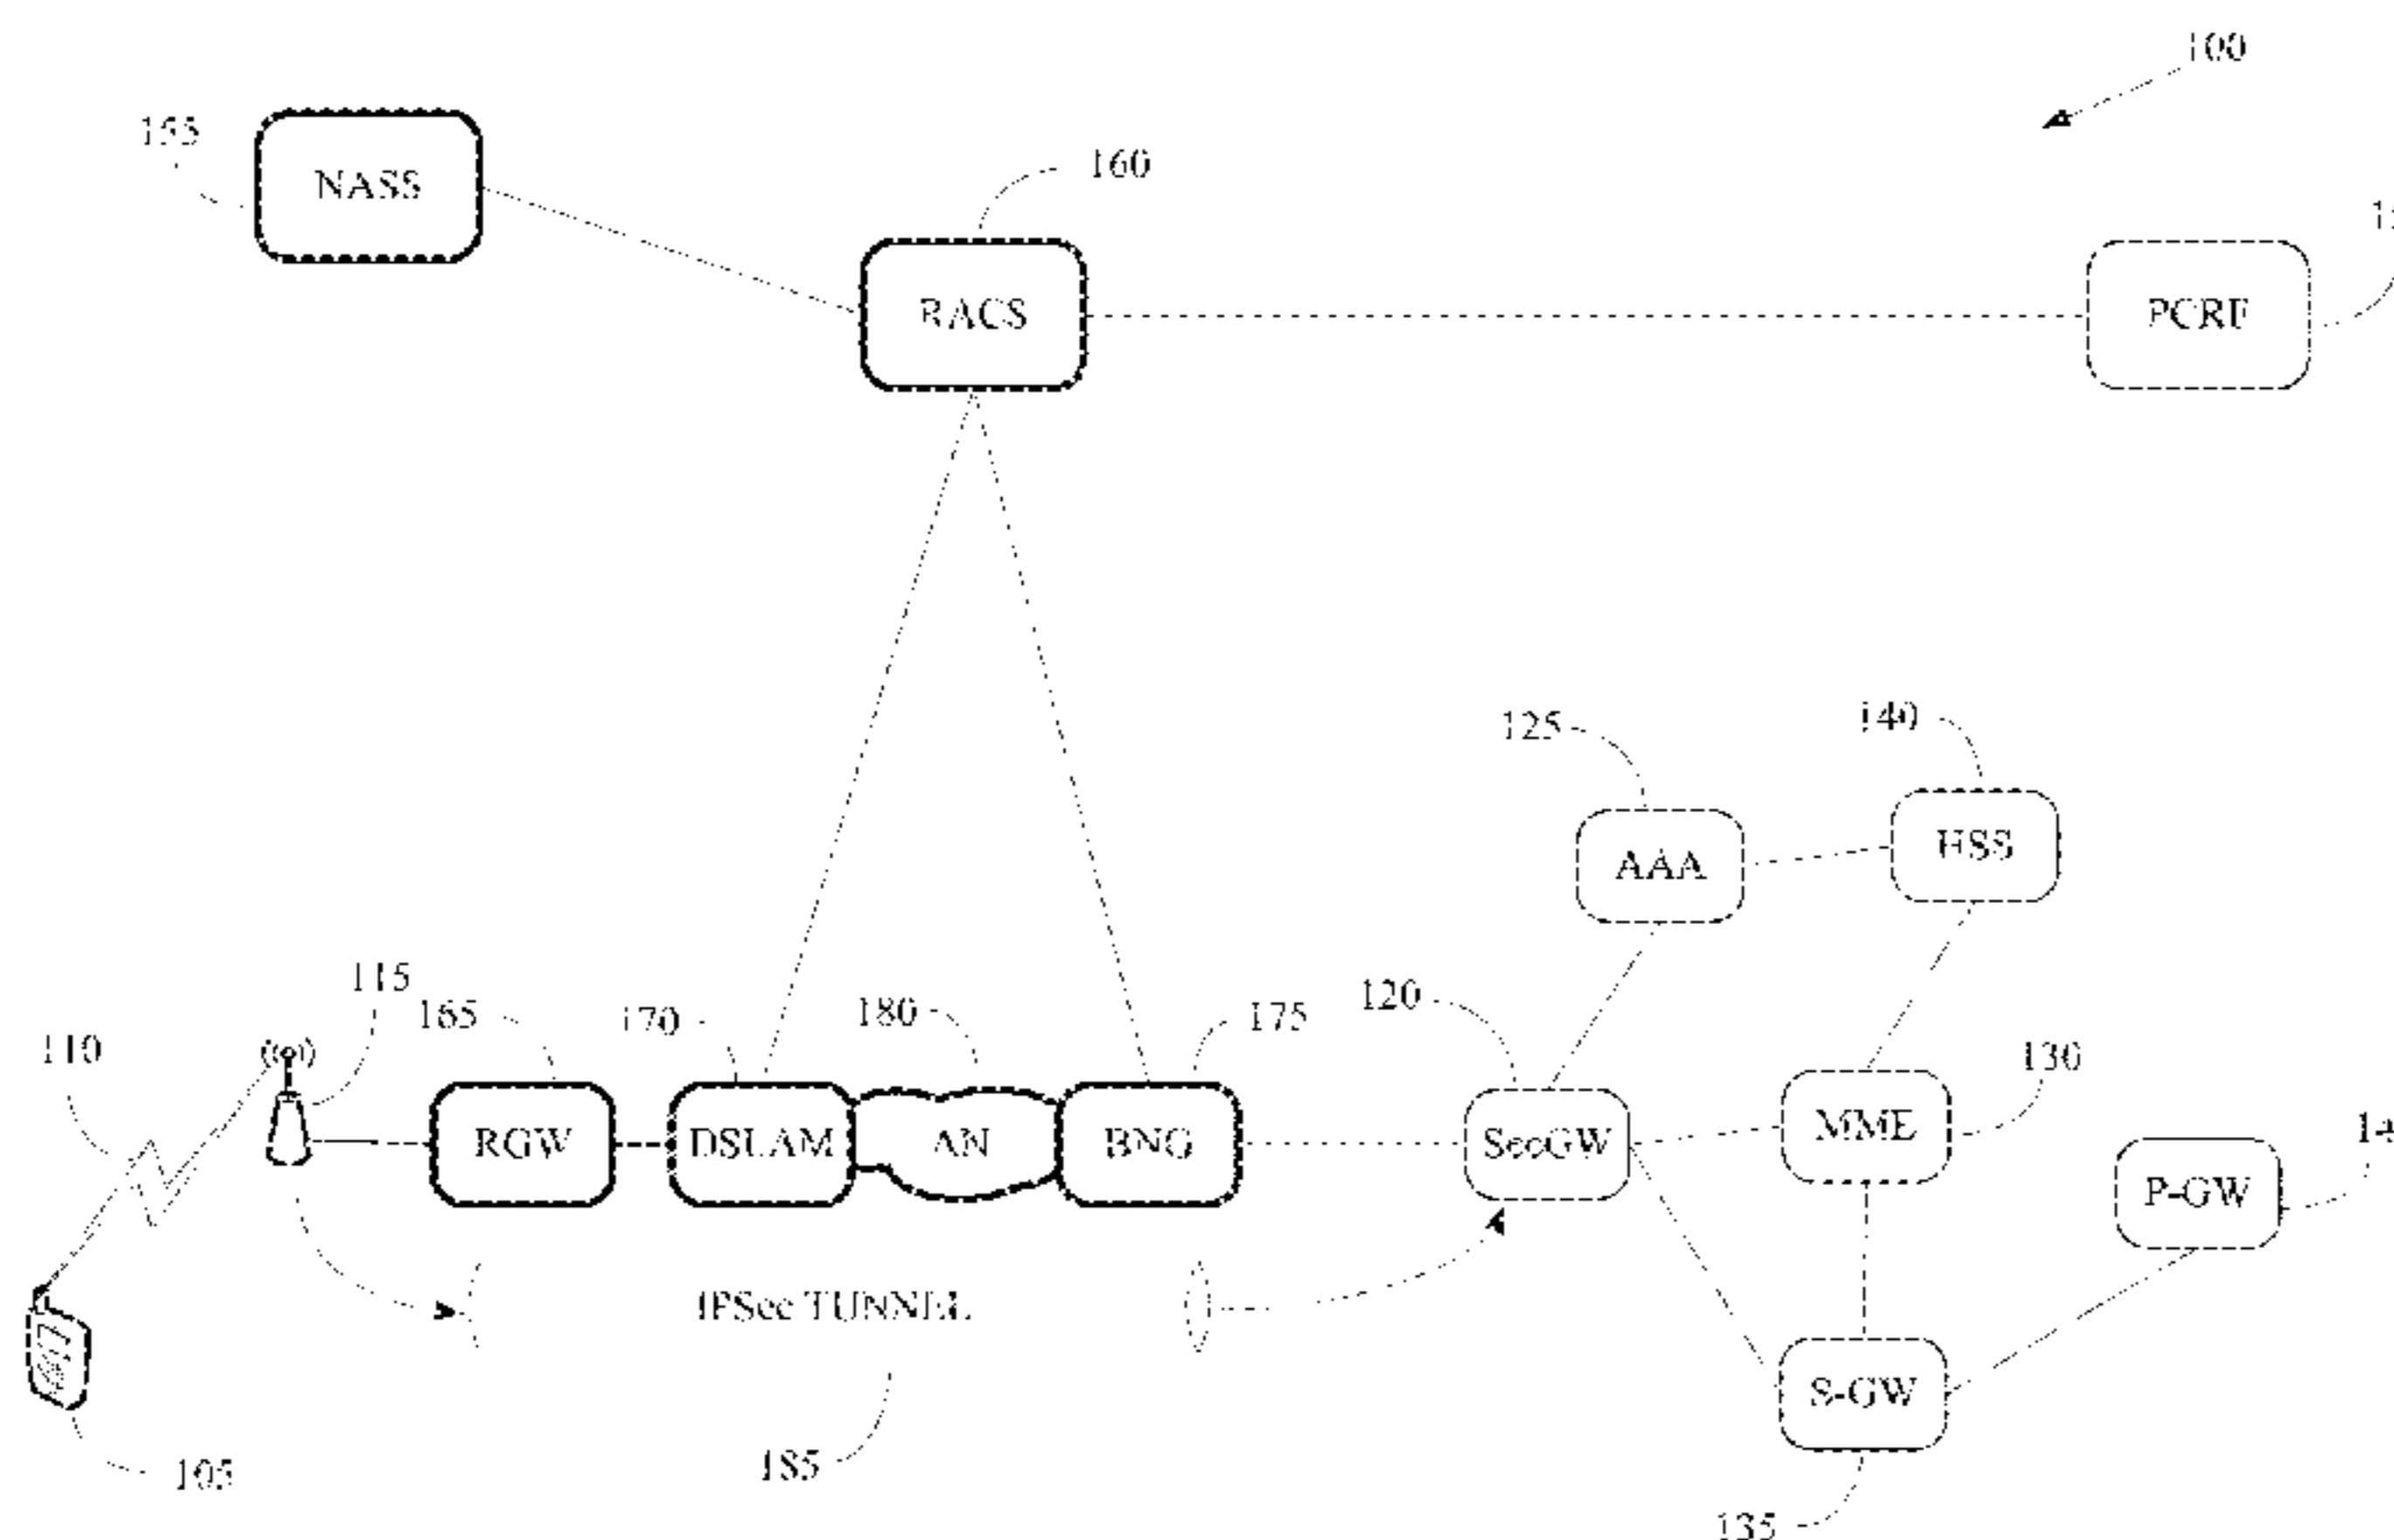 100
155
NASS
160
RACS
PCRF
125
140
AAA
HSS
115
165
170
180
175
120
110
130
RGW
DSLAM
AN
BNG
SecGW
MME
P-GW
IPSec TUNNEL
S-GW
105
185
135